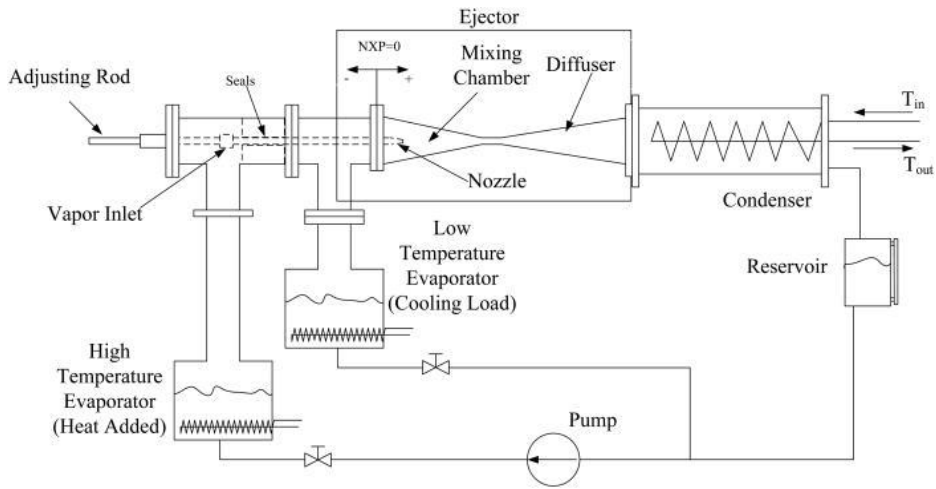 Ejector
NXP=0
- +
Mixing
Chamber
Diffuser
Seals
Adjusting Rod
T_in
T_out
Nozzle
Vapor Inlet
Condenser
Low
Temperature
Evaporator
(Cooling Load)
Reservoir
High
Temperature
Evaporator
(Heat Added)
Pump